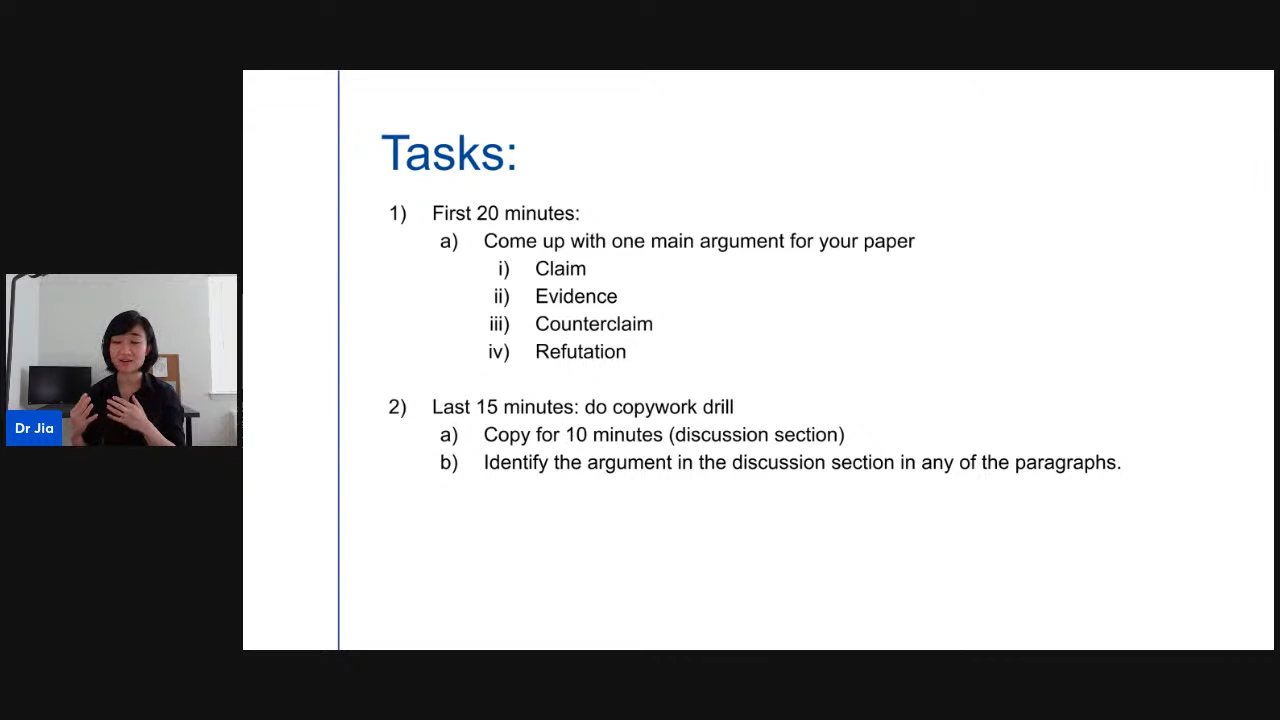 Tasks:
1) First 20 minutes:
a) Come up with one main argument for your paper
i) Claim
ii) Evidence
iii) Counterclaim
iv) Refutation
2) Last 15 minutes: do copywork drill
a) Copy for 10 minutes (discussion section)
b) Identify the argument in the discussion section in any of the paragraphs.
Dr Jia